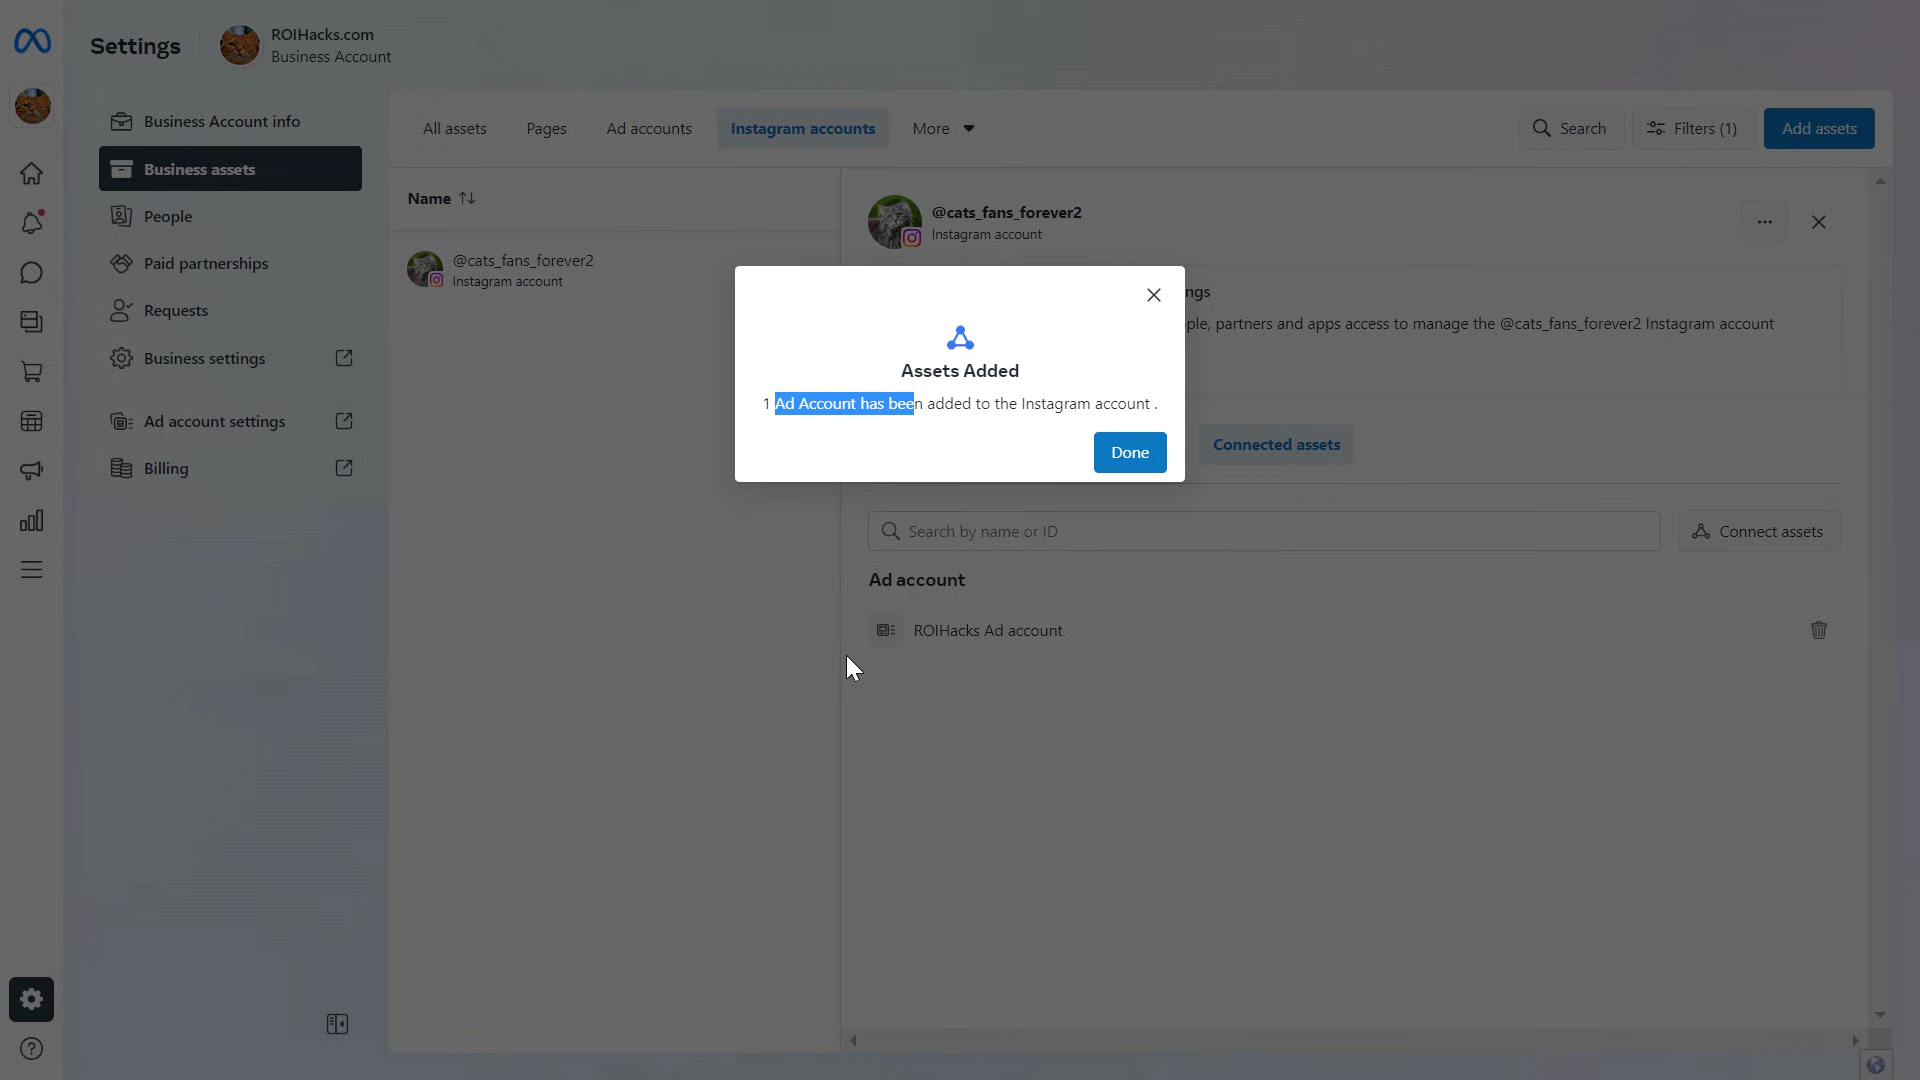 Settings
ROIHacks.com
Business Account
Business Account info
Business assets
People
Paid partnerships
Requests
Business settings
Ad account settings
Billing
All assets
Pages
Ad accounts
Instagram accounts
More
Search
Filters (1)
Add assets
Name
@cats_fans_forever2
Instagram account
@cats_fans_forever2
Instagram account
ple, partners and apps access to manage the @cats_fans_forever2 Instagram account
Assets Added
1 Ad Account has been added to the Instagram account .
Done
Connected assets
Search by name or ID
Connect assets
Ad account
ROIHacks Ad account